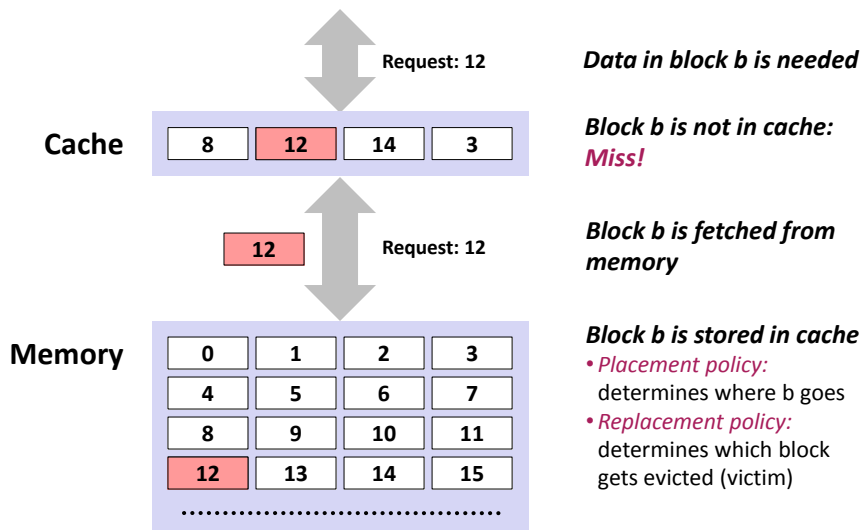 Request: 12
Data in block b is needed
Cache
8 12 14 3
Block b is not in cache:
Miss!
12
Request: 12
Block b is fetched from
memory
Memory
0 1 2 3
4 5 6 7
8 9 10 11
12 13 14 15
Block b is stored in cache
• Placement policy:
determines where b goes
• Replacement policy:
determines which block
gets evicted (victim)